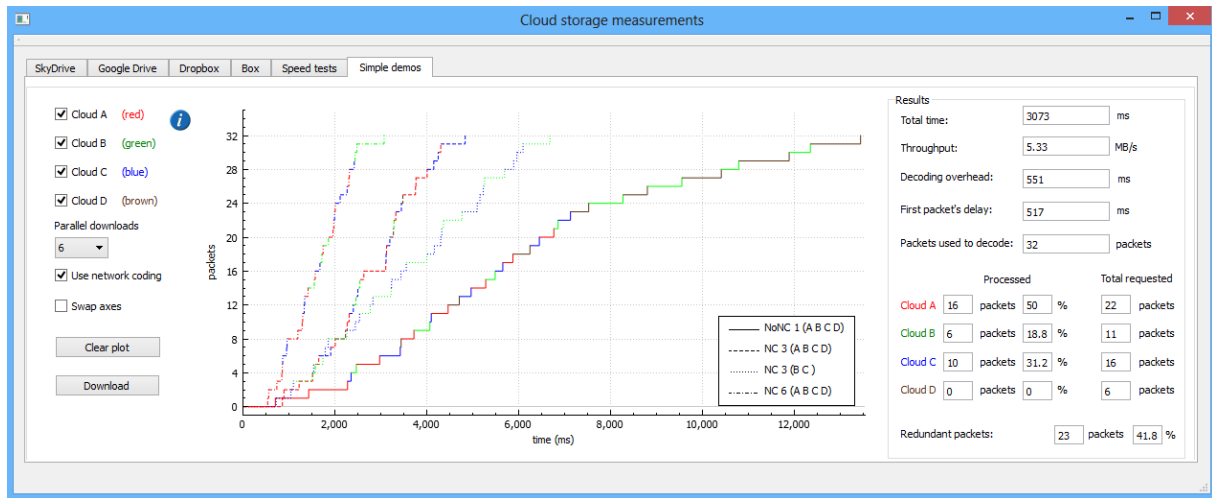 Cloud storage measurements
SkyDrive Google Drive Dropbox Box Speed tests Simple demos
Cloud A (red)
i
Cloud B (green)
Cloud C (blue)
Cloud D (brown)
Parallel downloads
6
Use network coding
Swap axes
Clear plot
Download
packets
32
28
24
20
16
12
8
4
0
0 2,000 4,000 6,000 8,000 10,000 12,000
time (ms)
NoNC 1 (A B C D)
NC 3 (A B C D)
NC 3 (B C )
NC 6 (A B C D)
Results
Total time: 3073 ms
Throughput: 5.33 MB/s
Decoding overhead: 551 ms
First packet's delay: 517 ms
Packets used to decode: 32 packets
Processed Total requested
Cloud A 16 packets 50 % 22 packets
Cloud B 6 packets 18.8 % 11 packets
Cloud C 10 packets 31.2 % 16 packets
Cloud D 0 packets 0 % 6 packets
Redundant packets: 23 packets 41.8 %